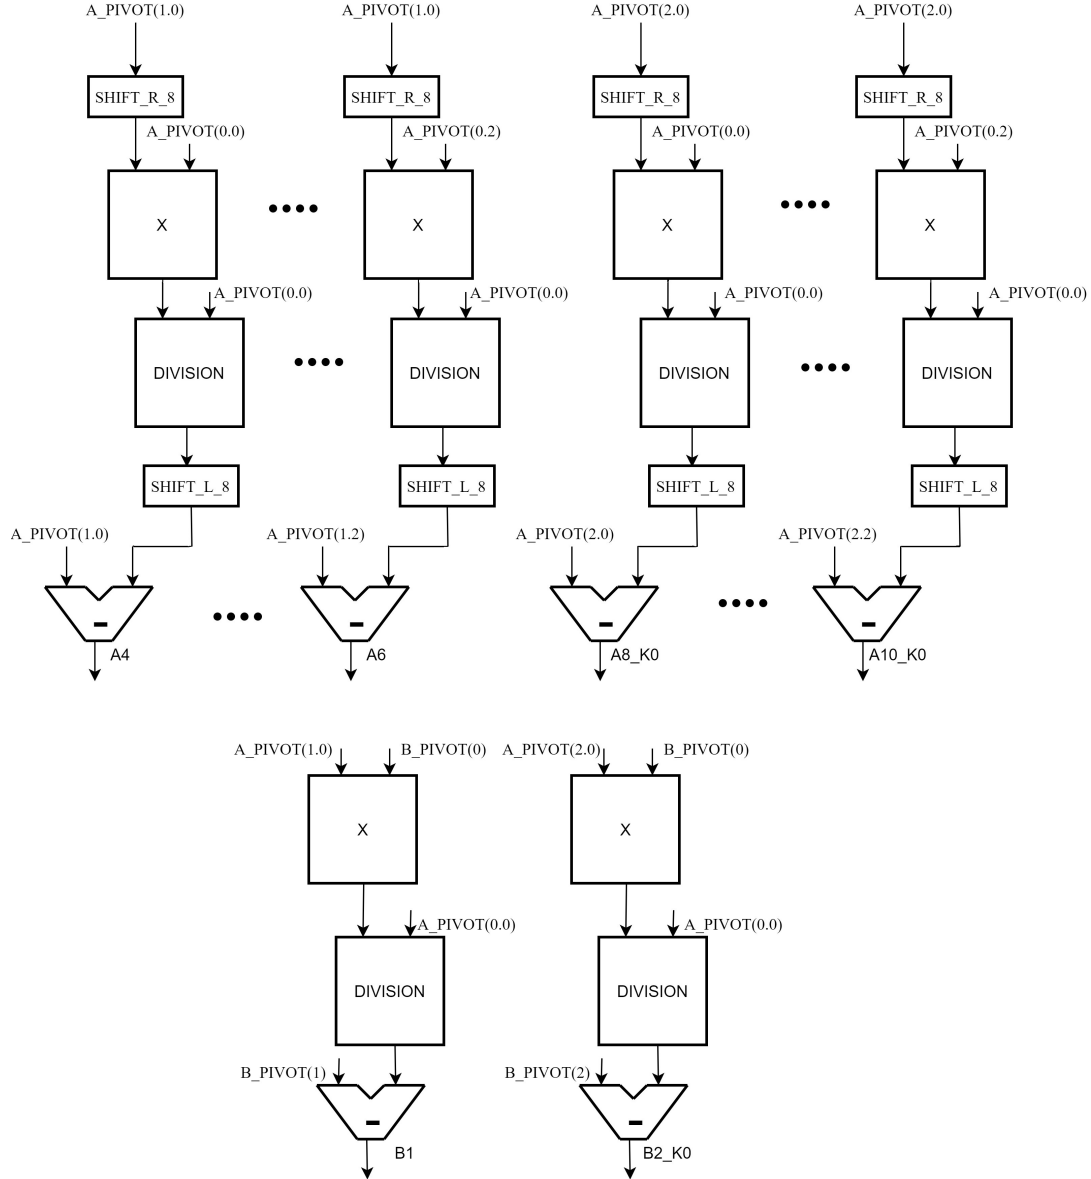 A_PIVOT(1.0)
A_PIVOT(1.0)
A_PIVOT(2.0)
A_PIVOT(2.0)
SHIFT_R_8
SHIFT_R_8
SHIFT_R_8
SHIFT_R_8
A_PIVOT(0.0)
A_PIVOT(0.2)
A_PIVOT(0.0)
A_PIVOT(0.2)
X
X
X
X
A_PIVOT(0.0)
A_PIVOT(0.0)
A_PIVOT(0.0)
A_PIVOT(0.0)
DIVISION
DIVISION
DIVISION
DIVISION
SHIFT_L_8
SHIFT_L_8
SHIFT_L_8
SHIFT_L_8
A_PIVOT(1.0)
A_PIVOT(1.2)
A_PIVOT(2.0)
A_PIVOT(2.2)
-
-
-
-
A4
A6
A8_K0
A10_K0
A_PIVOT(1.0)
B_PIVOT(0)
A_PIVOT(2.0)
B_PIVOT(0)
X
X
A_PIVOT(0.0)
A_PIVOT(0.0)
DIVISION
DIVISION
B_PIVOT(1)
B_PIVOT(2)
-
-
B1
B2_K0